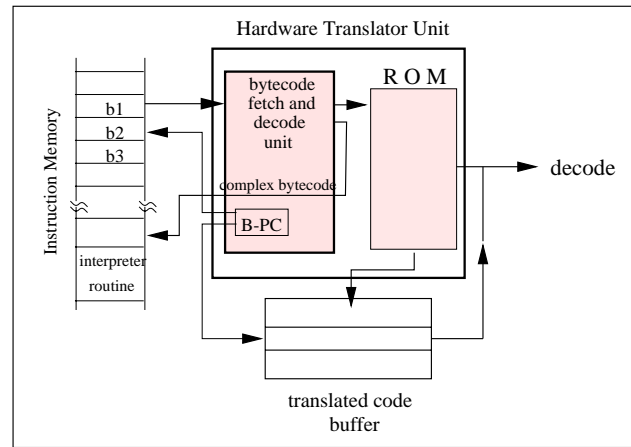 Hardware Translator Unit
R O M
bytecode
fetch and
decode
unit
b1
b2
b3
Instruction Memory
decode
complex bytecode
B-PC
interpreter
routine
translated code
buffer